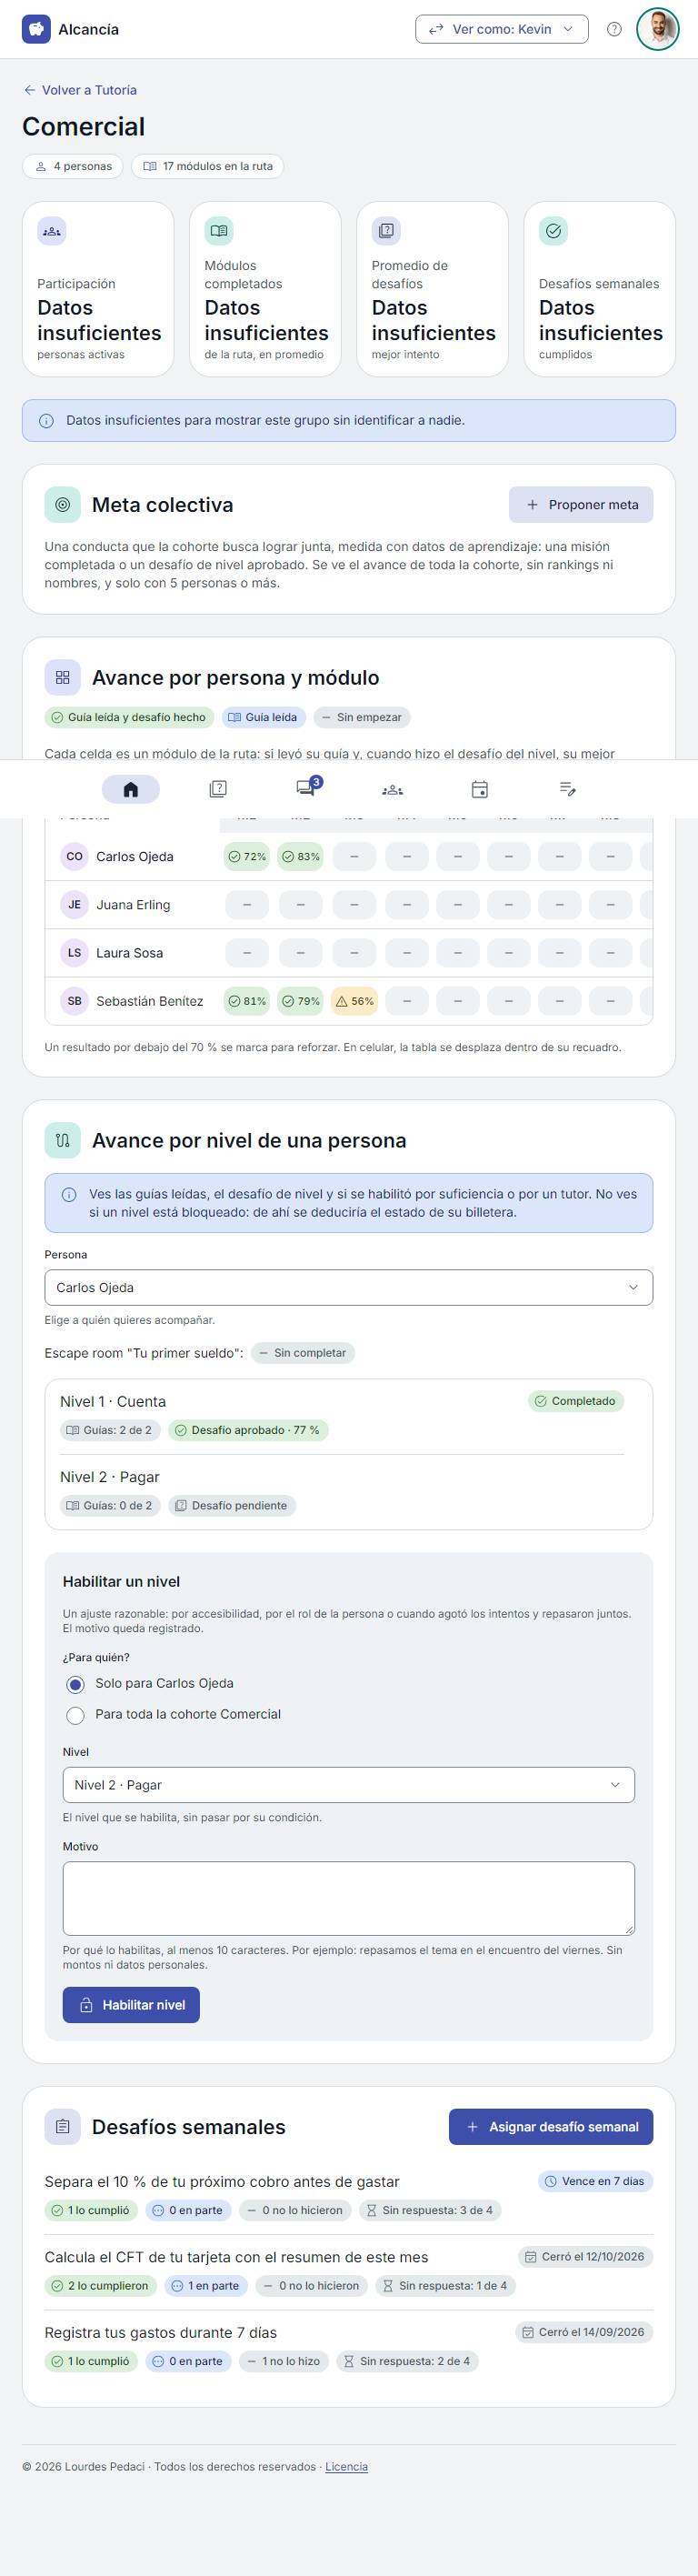 Alcancía
Ver como: Kevin
Volver a Tutoría
Comercial
4 personas
17 módulos en la ruta
Participación
Datos
insuficientes
personas activas
Módulos
completados
Datos
insuficientes
de la ruta, en promedio
Promedio de
desafíos
Datos
insuficientes
mejor intento
Desafíos semanales
Datos
insuficientes
cumplidos
Datos insuficientes para mostrar este grupo sin identificar a nadie.
Meta colectiva
+ Proponer meta
Una conducta que la cohorte busca lograr junta, medida con datos de aprendizaje: una misión
completada o un desafío de nivel aprobado. Se ve el avance de toda la cohorte, sin rankings ni
nombres, y solo con 5 personas o más.
Avance por persona y módulo
Guía leída y desafío hecho
Guía leída
Sin empezar
Cada celda es un módulo de la ruta: si leyó su guía y, cuando hizo el desafío del nivel, su mejor
3
CO Carlos Ojeda 72% 83% – – – – – –
JE Juana Erling – – – – – – – –
LS Laura Sosa – – – – – – – –
SB Sebastián Benítez 81% 79% 56% – – – – –
Un resultado por debajo del 70 % se marca para reforzar. En celular, la tabla se desplaza dentro de su recuadro.
Avance por nivel de una persona
Ves las guías leídas, el desafío de nivel y si se habilitó por suficiencia o por un tutor. No ves
si un nivel está bloqueado: de ahí se deduciría el estado de su billetera.
Persona
Carlos Ojeda
Elige a quién quieres acompañar.
Escape room "Tu primer sueldo": Sin completar
Nivel 1 · Cuenta
Completado
Guías: 2 de 2
Desafío aprobado · 77 %
Nivel 2 · Pagar
Guías: 0 de 2
Desafío pendiente
Habilitar un nivel
Un ajuste razonable: por accesibilidad, por el rol de la persona o cuando agotó los intentos y repasaron juntos.
El motivo queda registrado.
¿Para quién?
Solo para Carlos Ojeda
Para toda la cohorte Comercial
Nivel
Nivel 2 · Pagar
El nivel que se habilita, sin pasar por su condición.
Motivo
Por qué lo habilitas, al menos 10 caracteres. Por ejemplo: repasamos el tema en el encuentro del viernes. Sin
montos ni datos personales.
Habilitar nivel
Desafíos semanales
+ Asignar desafío semanal
Separa el 10 % de tu próximo cobro antes de gastar
Vence en 7 días
1 lo cumplió
0 en parte
0 no lo hicieron
Sin respuesta: 3 de 4
Calcula el CFT de tu tarjeta con el resumen de este mes
Cerró el 12/10/2026
2 lo cumplieron
1 en parte
0 no lo hicieron
Sin respuesta: 1 de 4
Registra tus gastos durante 7 días
Cerró el 14/09/2026
1 lo cumplió
0 en parte
1 no lo hizo
Sin respuesta: 2 de 4
© 2026 Lourdes Pedaci · Todos los derechos reservados · Licencia